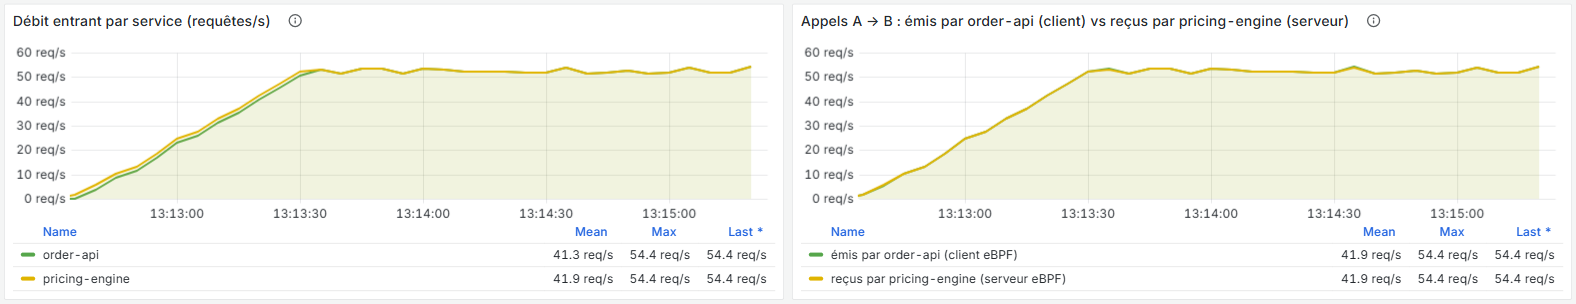 Débit entrant par service (requêtes/s)
60 req/s
50 req/s
40 req/s
30 req/s
20 req/s
10 req/s
0 req/s
13:13:00 13:13:30 13:14:00 13:14:30 13:15:00
Name Mean Max Last *
order-api 41.3 req/s 54.4 req/s 54.4 req/s
pricing-engine 41.9 req/s 54.4 req/s 54.4 req/s
Appels A → B : émis par order-api (client) vs reçus par pricing-engine (serveur)
60 req/s
50 req/s
40 req/s
30 req/s
20 req/s
10 req/s
0 req/s
13:13:00 13:13:30 13:14:00 13:14:30 13:15:00
Name Mean Max Last *
émis par order-api (client eBPF) 41.9 req/s 54.4 req/s 54.4 req/s
reçus par pricing-engine (serveur eBPF) 41.9 req/s 54.4 req/s 54.4 req/s